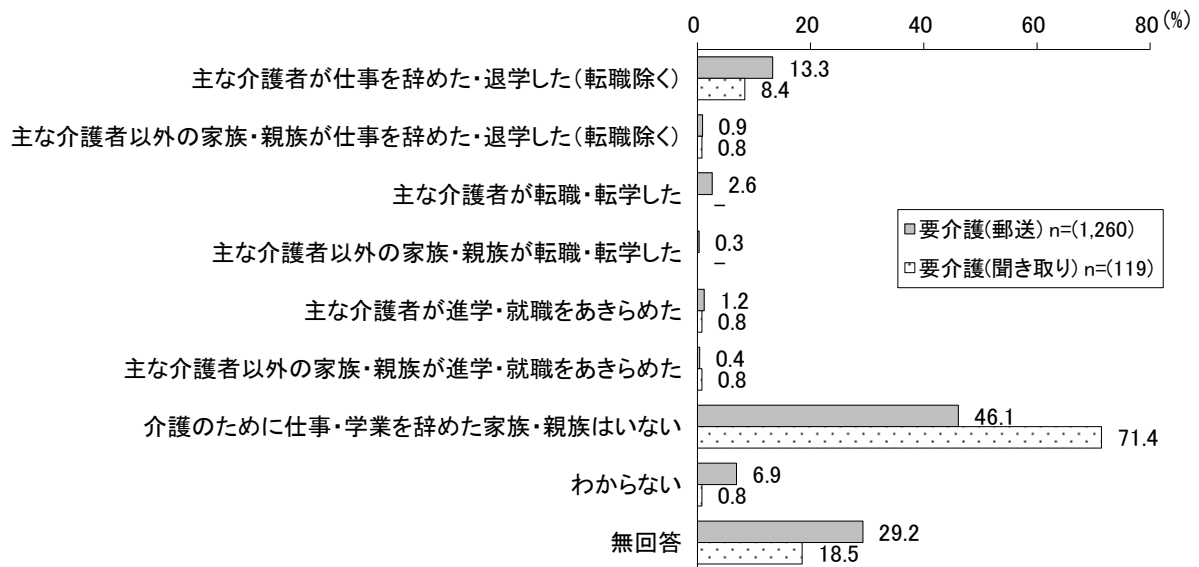 0 20 40 60 80 (%)
主な介護者が仕事を辞めた・退学した（転職除く） 13.3
8.4
主な介護者以外の家族・親族が仕事を辞めた・退学した（転職除く） 0.9
0.8
主な介護者が転職・転学した 2.6
–
主な介護者以外の家族・親族が転職・転学した 0.3
–
要介護(郵送) n=(1,260)
要介護(聞き取り) n=(119)
主な介護者が進学・就職をあきらめた 1.2
0.8
主な介護者以外の家族・親族が進学・就職をあきらめた 0.4
0.8
介護のために仕事・学業を辞めた家族・親族はいない 46.1
71.4
わからない 6.9
0.8
無回答 29.2
18.5